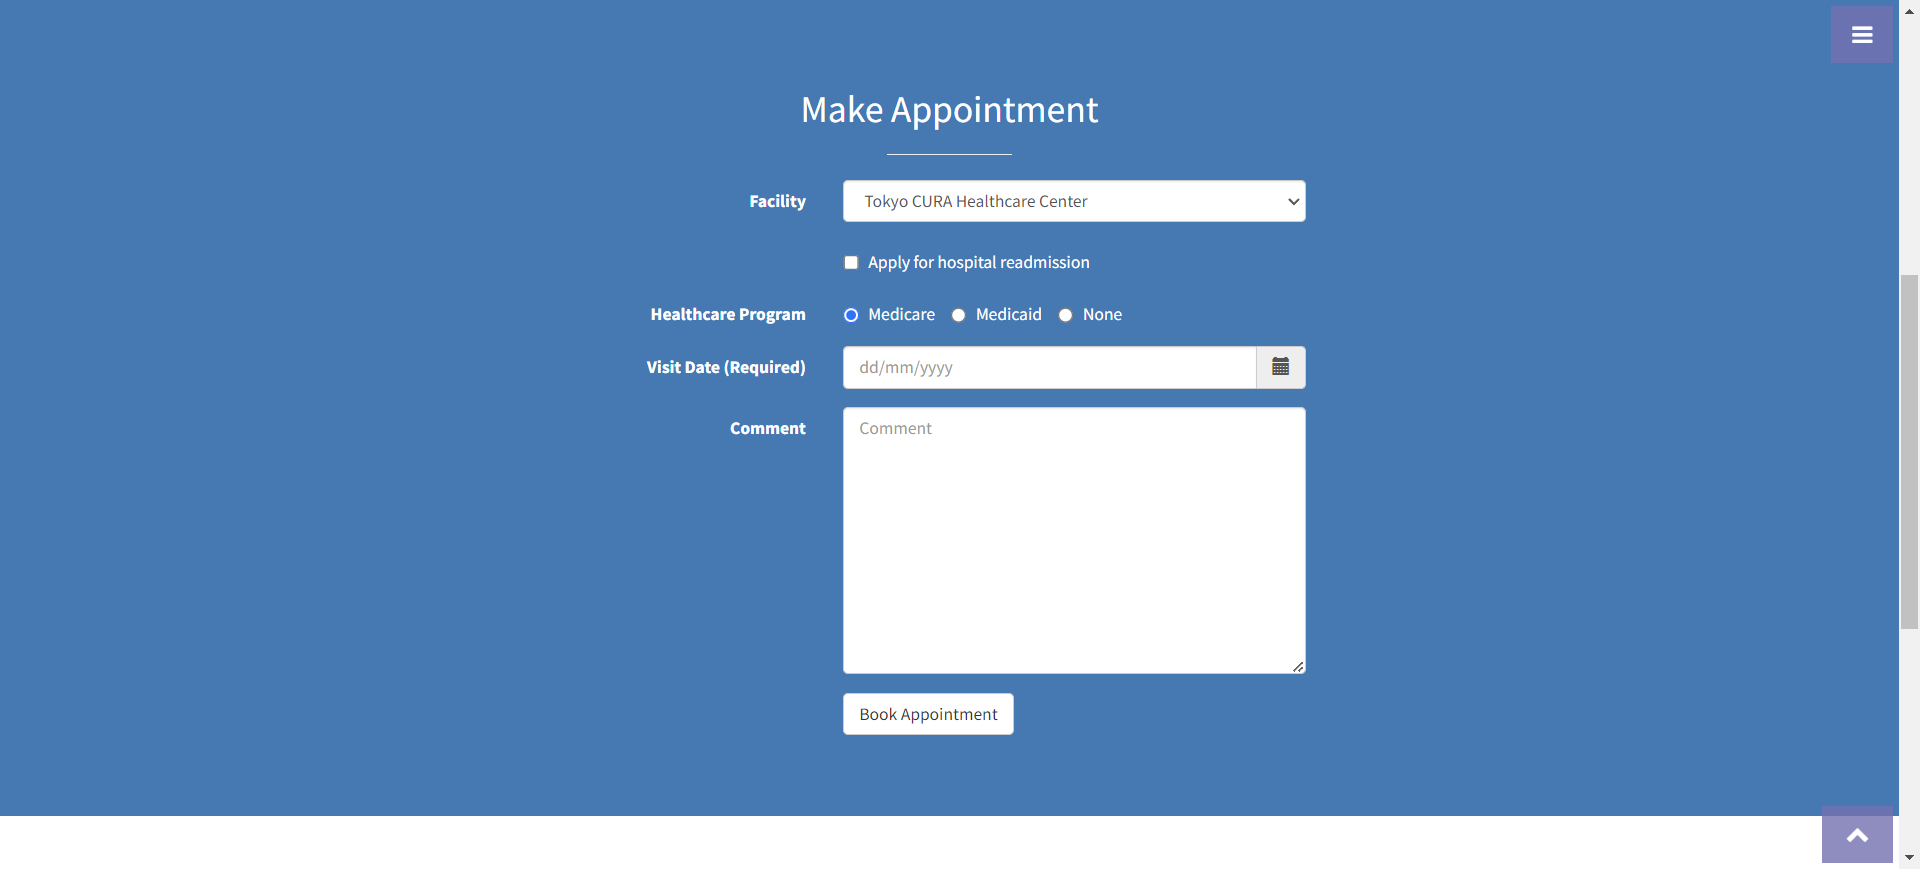 Make Appointment
Facility
Tokyo CURA Healthcare Center
Apply for hospital readmission
Healthcare Program
Medicare Medicaid None
Visit Date (Required)
dd/mm/yyyy
Comment
Comment
Book Appointment